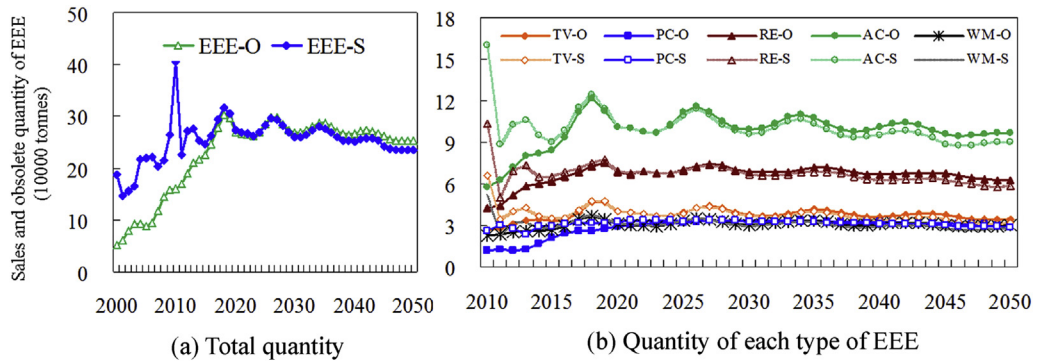 Sales and obsolete quantity of EEE
(10000 tonnes)
50
40
30
20
10
0
EEE-O EEE-S
2000 2010 2020 2030 2040 2050
(a) Total quantity
18
15
12
9
6
3
0
TV-O PC-O RE-O AC-O WM-O
TV-S PC-S RE-S AC-S WM-S
2010 2015 2020 2025 2030 2035 2040 2045 2050
(b) Quantity of each type of EEE